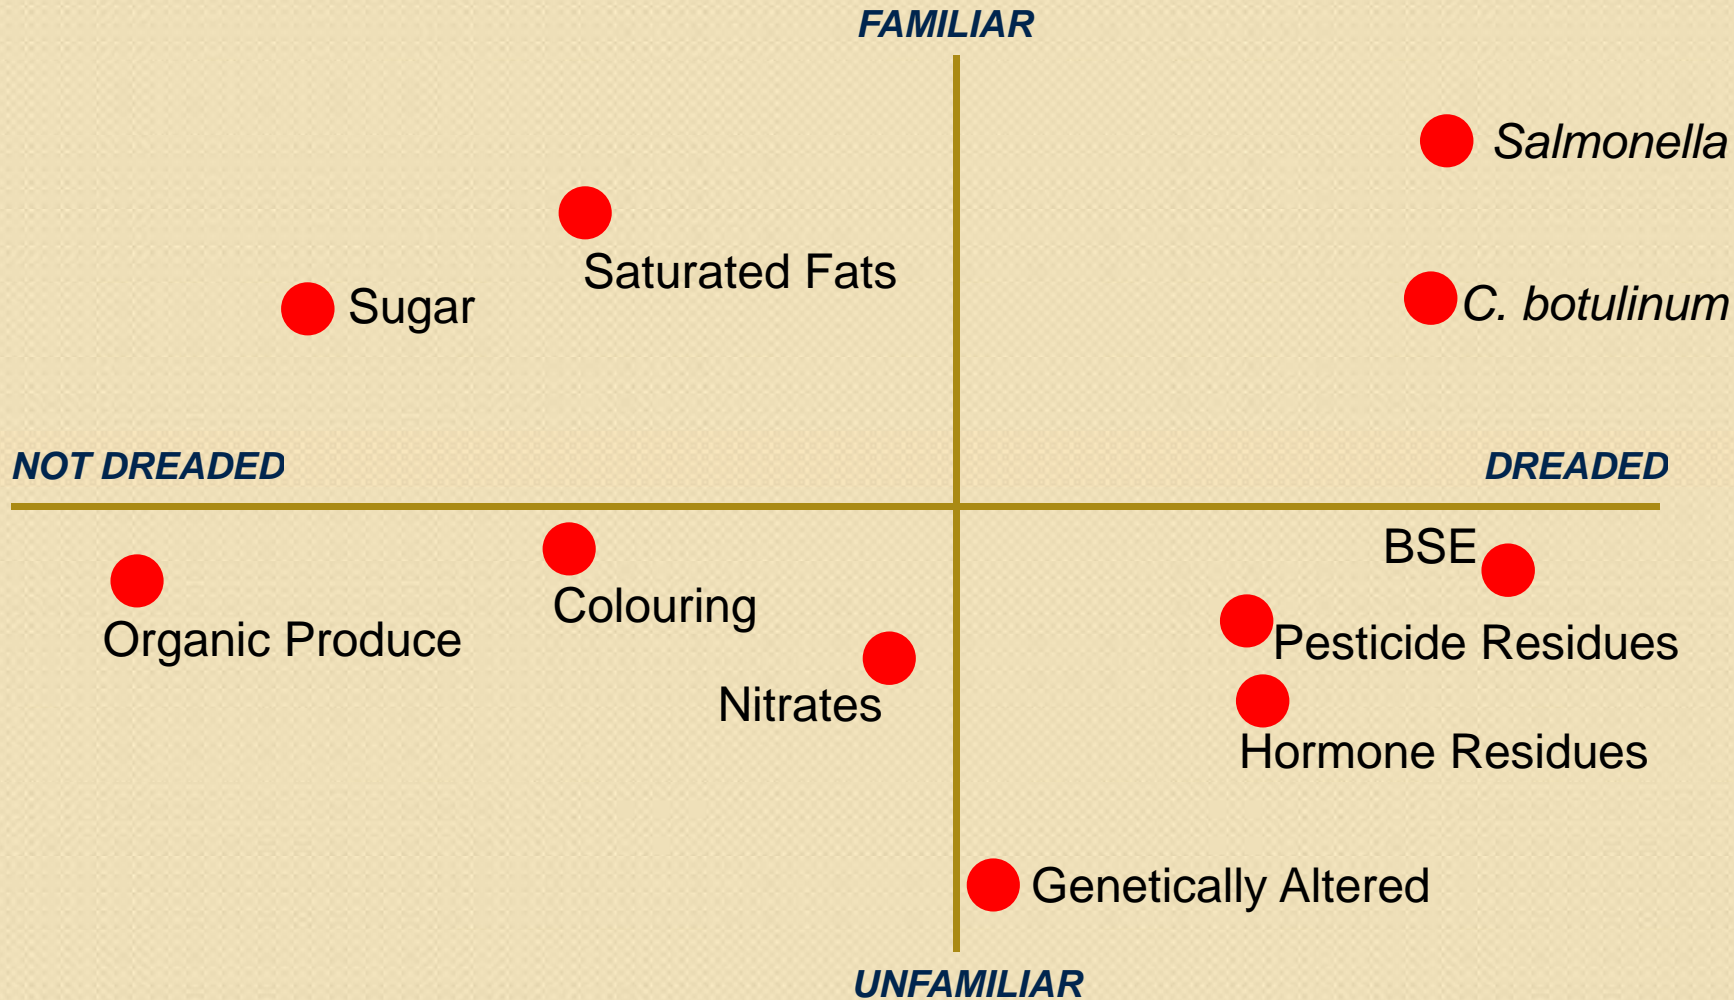 FAMILIAR
Salmonella
Saturated Fats
Sugar
C. botulinum
NOT DREADED
DREADED
BSE
Colouring
Organic Produce
Pesticide Residues
Nitrates
Hormone Residues
Genetically Altered
UNFAMILIAR